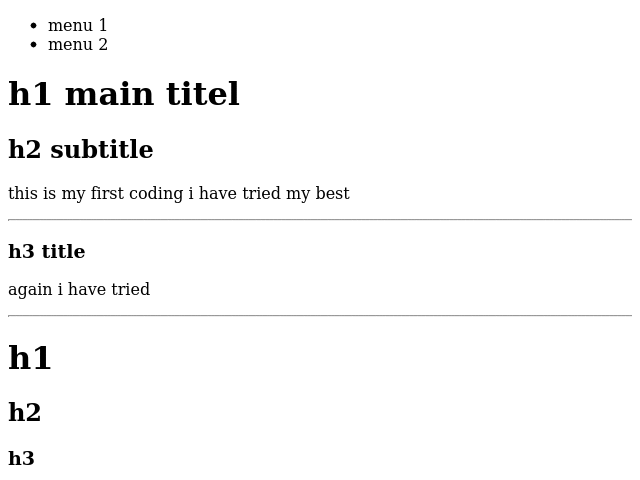 menu 1
menu 2
h1 main titel
h2 subtitle
this is my first coding i have tried my best
h3 title
again i have tried
h1
h2
h3